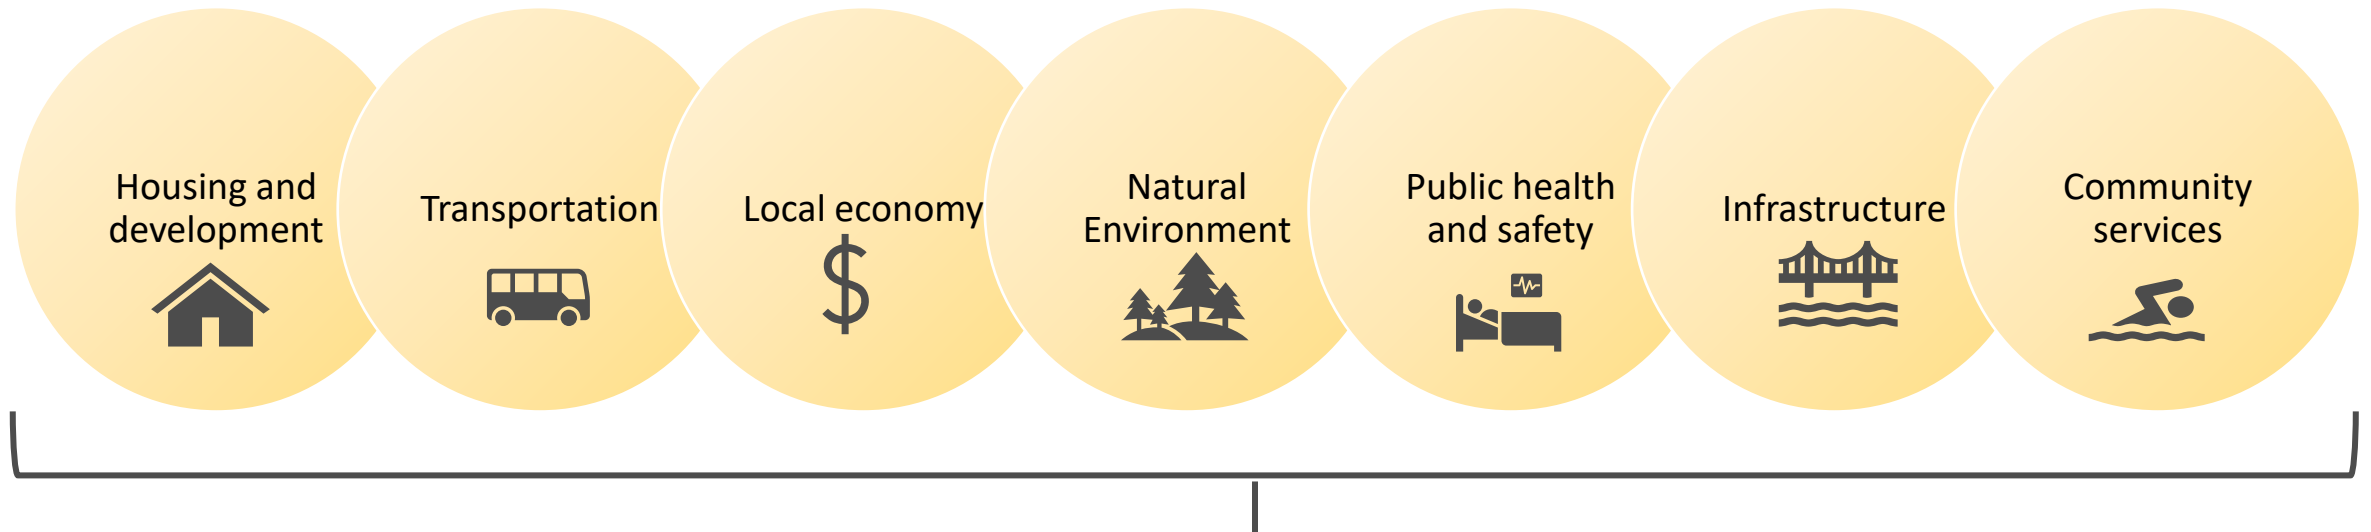 Housing and
development
Transportation
Local economy
Natural
Environment
Public health
and safety
Infrastructure
Community
services